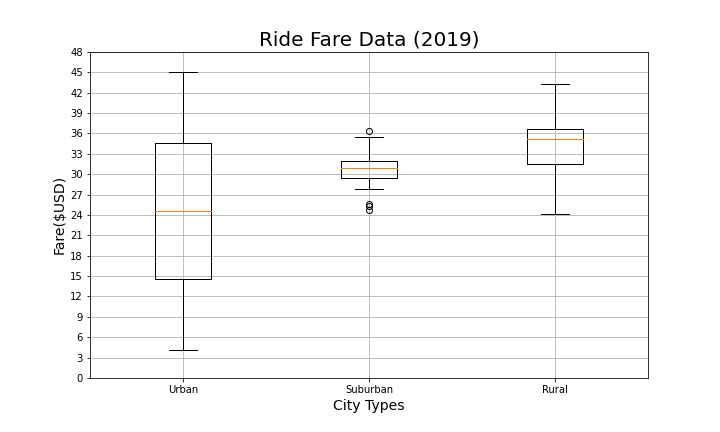 Ride Fare Data (2019)
48
45
42
39
36
33
30
27
24
21
18
15
12
9
6
3
0
Fare($USD)
Urban
Suburban
Rural
City Types